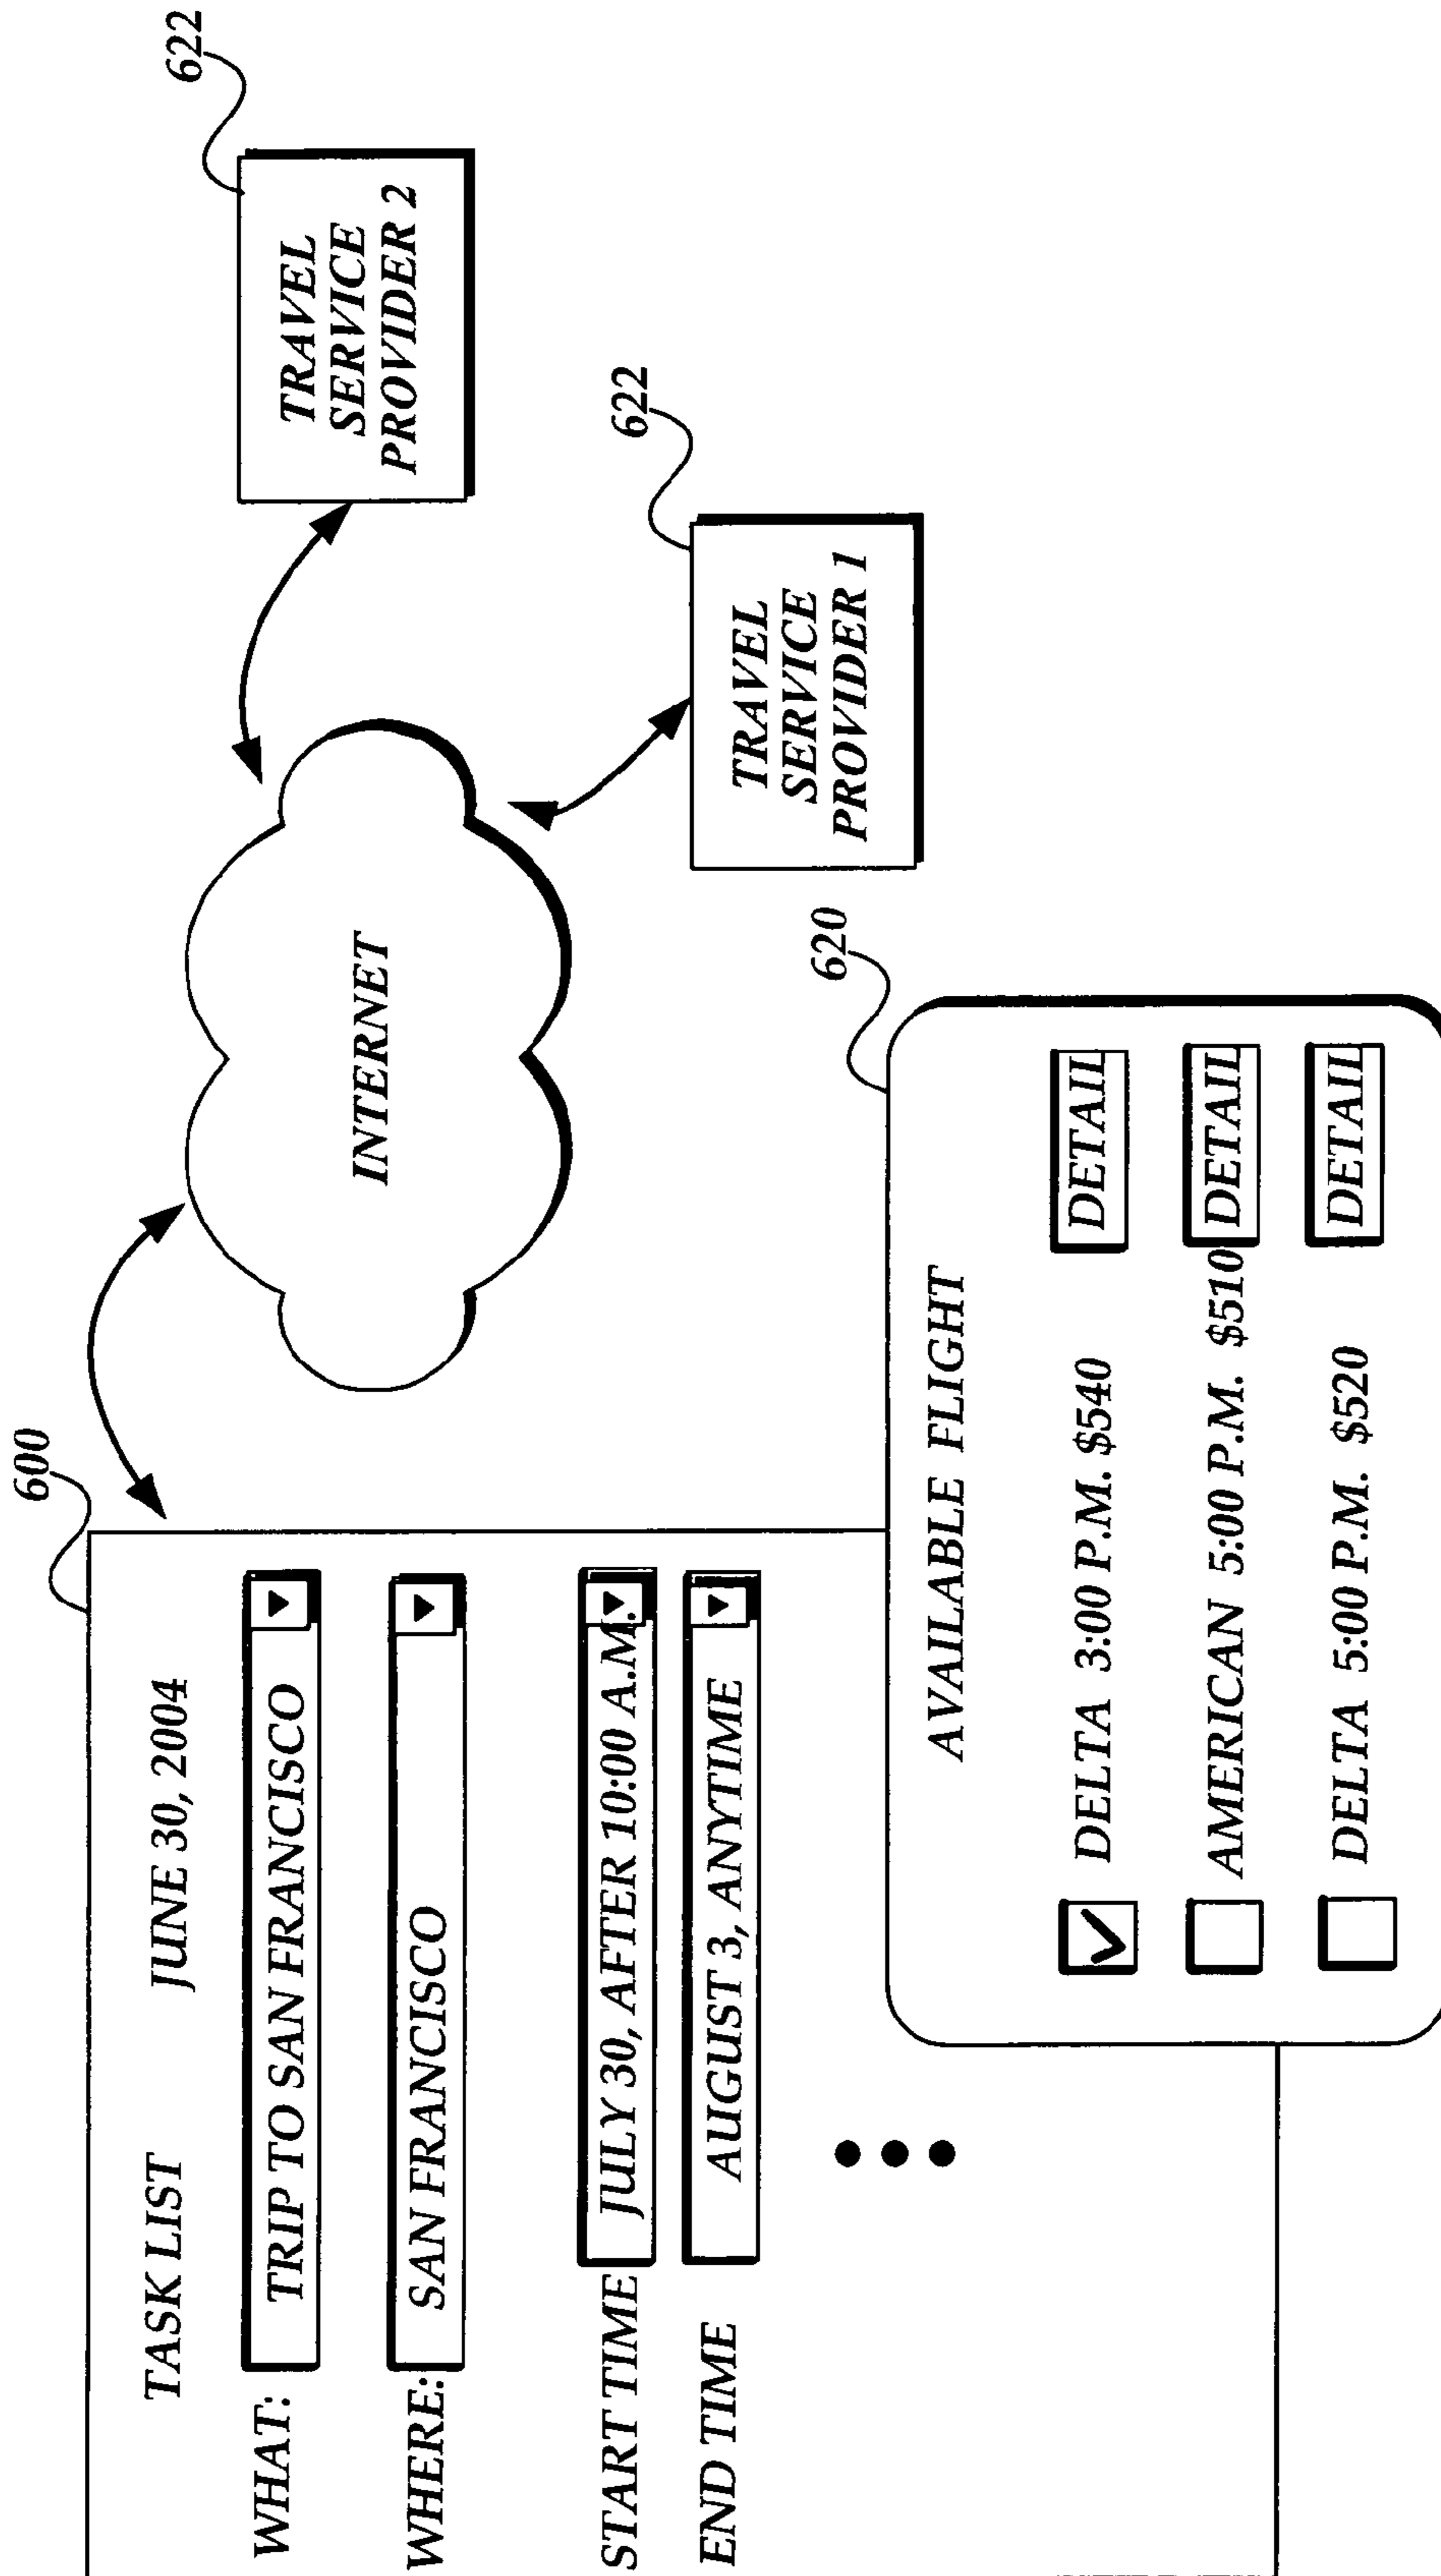 600
TASK LIST JUNE 30, 2004
WHAT: TRIP TO SAN FRANCISCO
WHERE: SAN FRANCISCO
START TIME JULY 30, AFTER 10:00 A.M.
END TIME AUGUST 3, ANYTIME
INTERNET
622
TRAVEL
SERVICE
PROVIDER 2
622
TRAVEL
SERVICE
PROVIDER 1
620
AVAILABLE FLIGHT
DELTA 3:00 P.M. $540 DETAIL
AMERICAN 5:00 P.M. $510 DETAIL
DELTA 5:00 P.M. $520 DETAIL